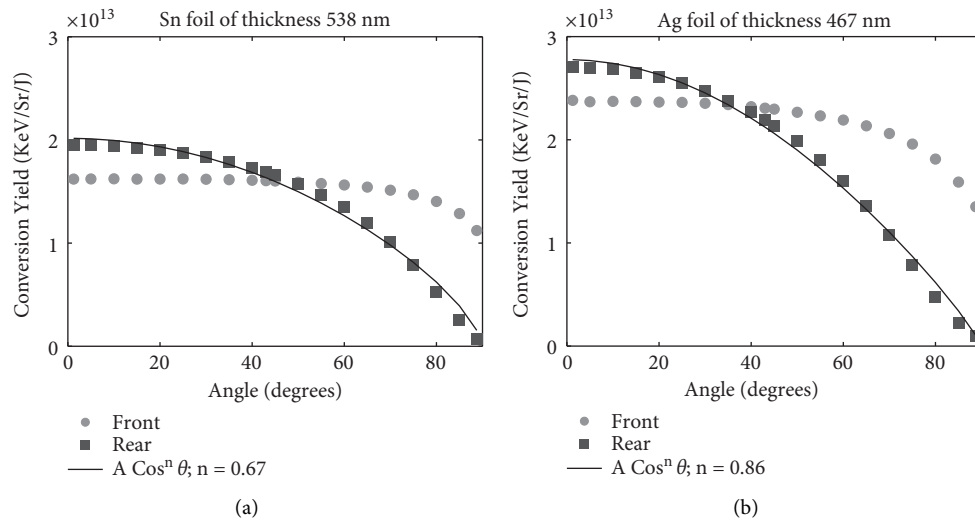 ×10¹³
Sn foil of thickness 538 nm
3
2
1
0
Conversion Yield (KeV/Sr/J)
0
20
40
60
80
Angle (degrees)
Front
Rear
A Cosⁿ θ; n = 0.67
(a)
×10¹³
Ag foil of thickness 467 nm
3
2
1
0
Conversion Yield (KeV/Sr/J)
0
20
40
60
80
Angle (degrees)
Front
Rear
A Cosⁿ θ; n = 0.86
(b)